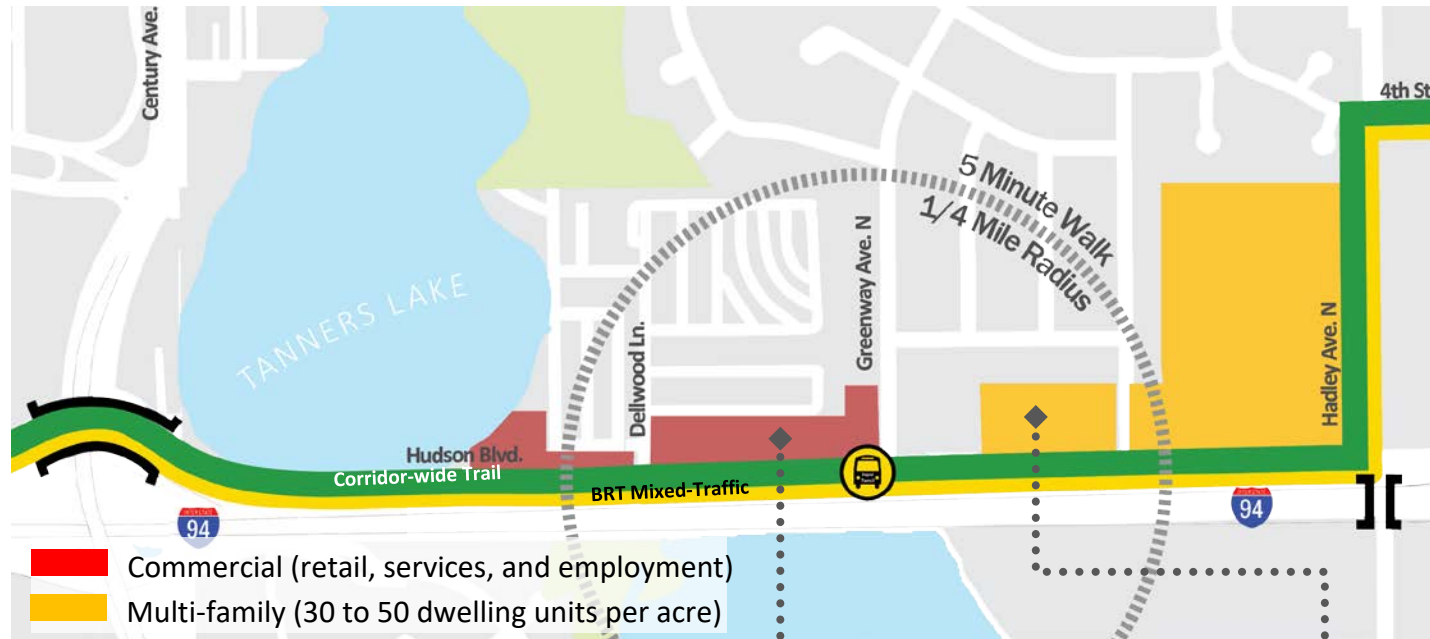 Century Ave.
4th St
5 Minute Walk
1/4 Mile Radius
TANNERS LAKE
Dellwood Ln.
Greenway Ave. N
Hadley Ave. N
Hudson Blvd.
Corridor-wide Trail
BRT Mixed-Traffic
94
94
Commercial (retail, services, and employment)
Multi-family (30 to 50 dwelling units per acre)